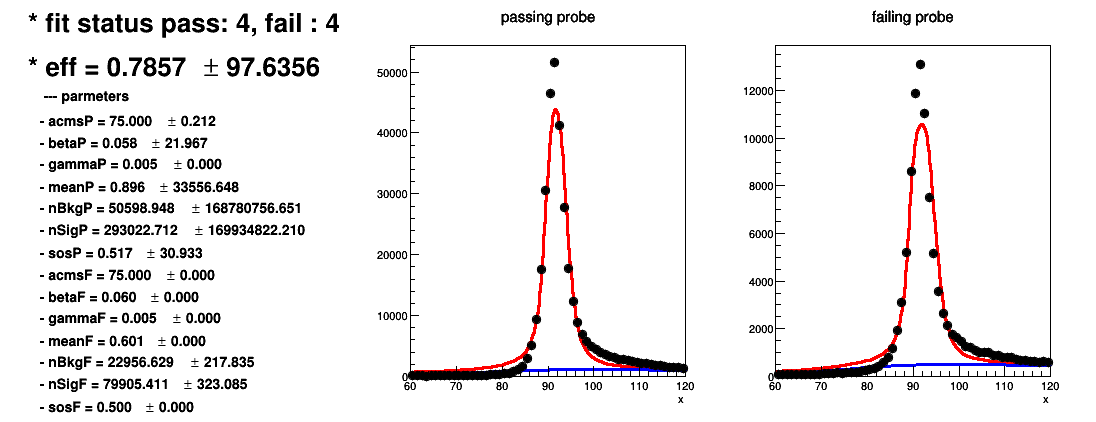 * fit status pass: 4, fail : 4
* eff = 0.7857 ± 97.6356
--- parmeters
- acmsP = 75.000 ± 0.212
- betaP = 0.058 ± 21.967
- gammaP = 0.005 ± 0.000
- meanP = 0.896 ± 33556.648
- nBkgP = 50598.948 ± 168780756.651
- nSigP = 293022.712 ± 169934822.210
- sosP = 0.517 ± 30.933
- acmsF = 75.000 ± 0.000
- betaF = 0.060 ± 0.000
- gammaF = 0.005 ± 0.000
- meanF = 0.601 ± 0.000
- nBkgF = 22956.629 ± 217.835
- nSigF = 79905.411 ± 323.085
- sosF = 0.500 ± 0.000
passing probe
50000
40000
30000
20000
10000
0
60 70 80 90 100 110 120
x
failing probe
12000
10000
8000
6000
4000
2000
0
60 70 80 90 100 110 120
x